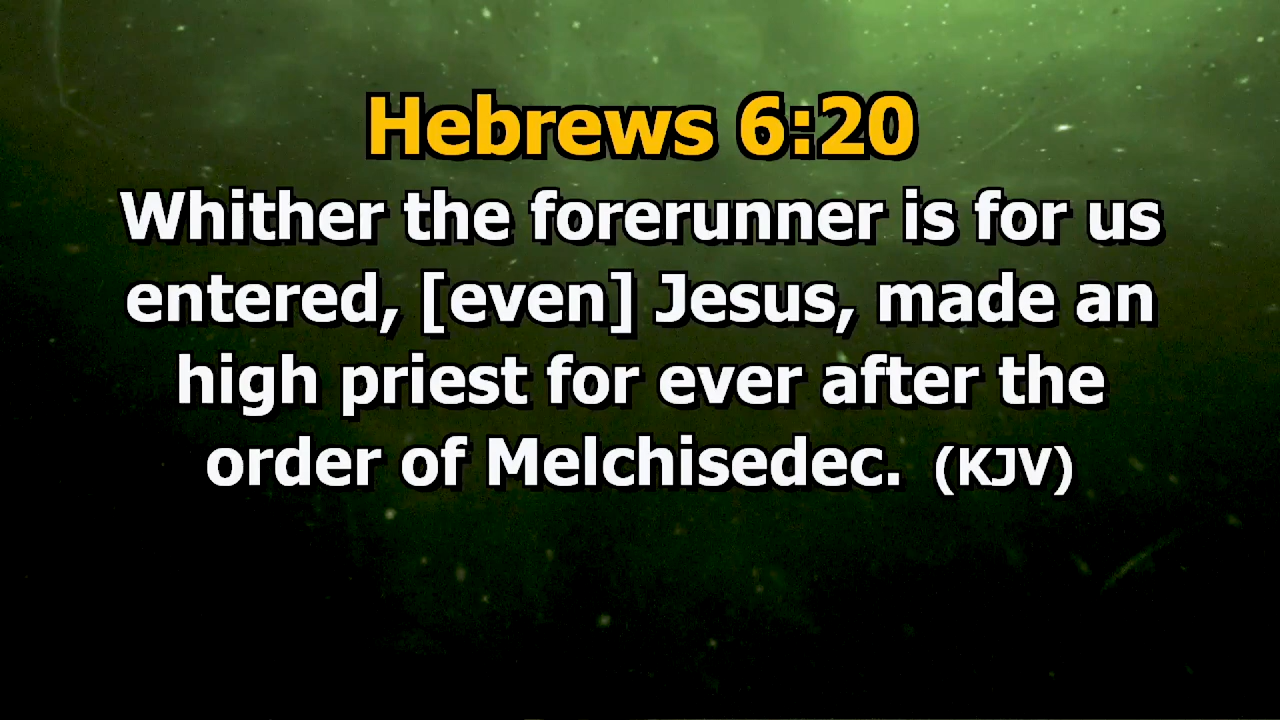 Hebrews 6:20
Whither the forerunner is for us
entered, [even] Jesus, made an
high priest for ever after the
order of Melchisedec. (KJV)